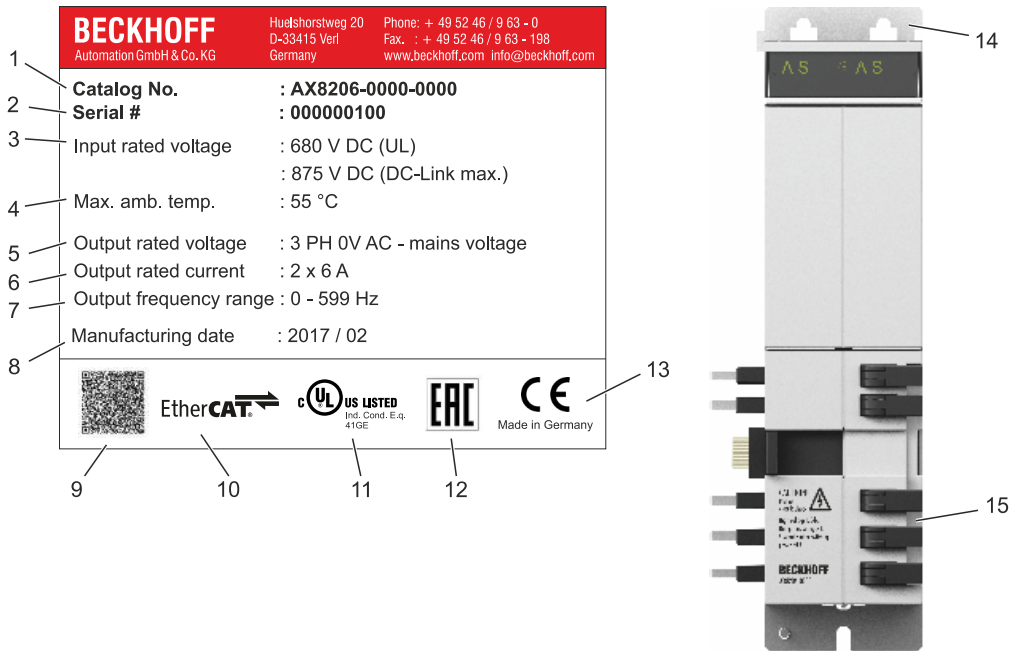 BECKHOFF
Automation GmbH & Co. KG
Huelshorstweg 20
D-33415 Verl
Germany
Phone: + 49 52 46 / 9 63 - 0
Fax. : + 49 52 46 / 9 63 - 198
www.beckhoff.com info@beckhoff.com
1
Catalog No. : AX8206-0000-0000
2
Serial # : 000000100
3
Input rated voltage : 680 V DC (UL)
: 875 V DC (DC-Link max.)
4
Max. amb. temp. : 55 °C
5
Output rated voltage : 3 PH 0V AC - mains voltage
6
Output rated current : 2 x 6 A
7
Output frequency range : 0 - 599 Hz
8
Manufacturing date : 2017 / 02
EtherCAT®
c UL US LISTED
Ind. Cond. E.q.
41GE
EAC
CE
Made in Germany
9
10
11
12
13
14
15
BECKHOFF